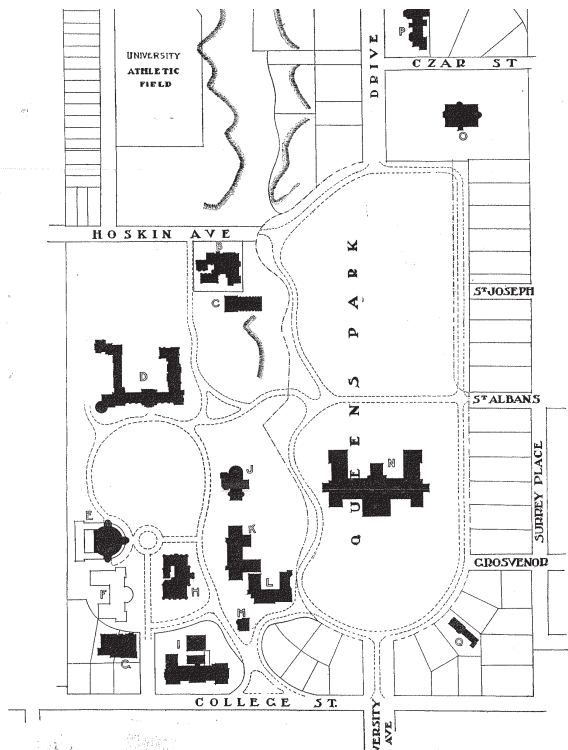 UNIVERSITY
ATHLETIC
FIELD
DRIVE
P
CZAR ST
O
HOSKIN AVE
B
C
QUEENS PARK
ST JOSEPH
D
ST ALBANS
J
N
SURREY PLACE
E
K
GROSVENOR
F
H
L
M
G
I
Q
COLLEGE ST.
VERSITY
AVE